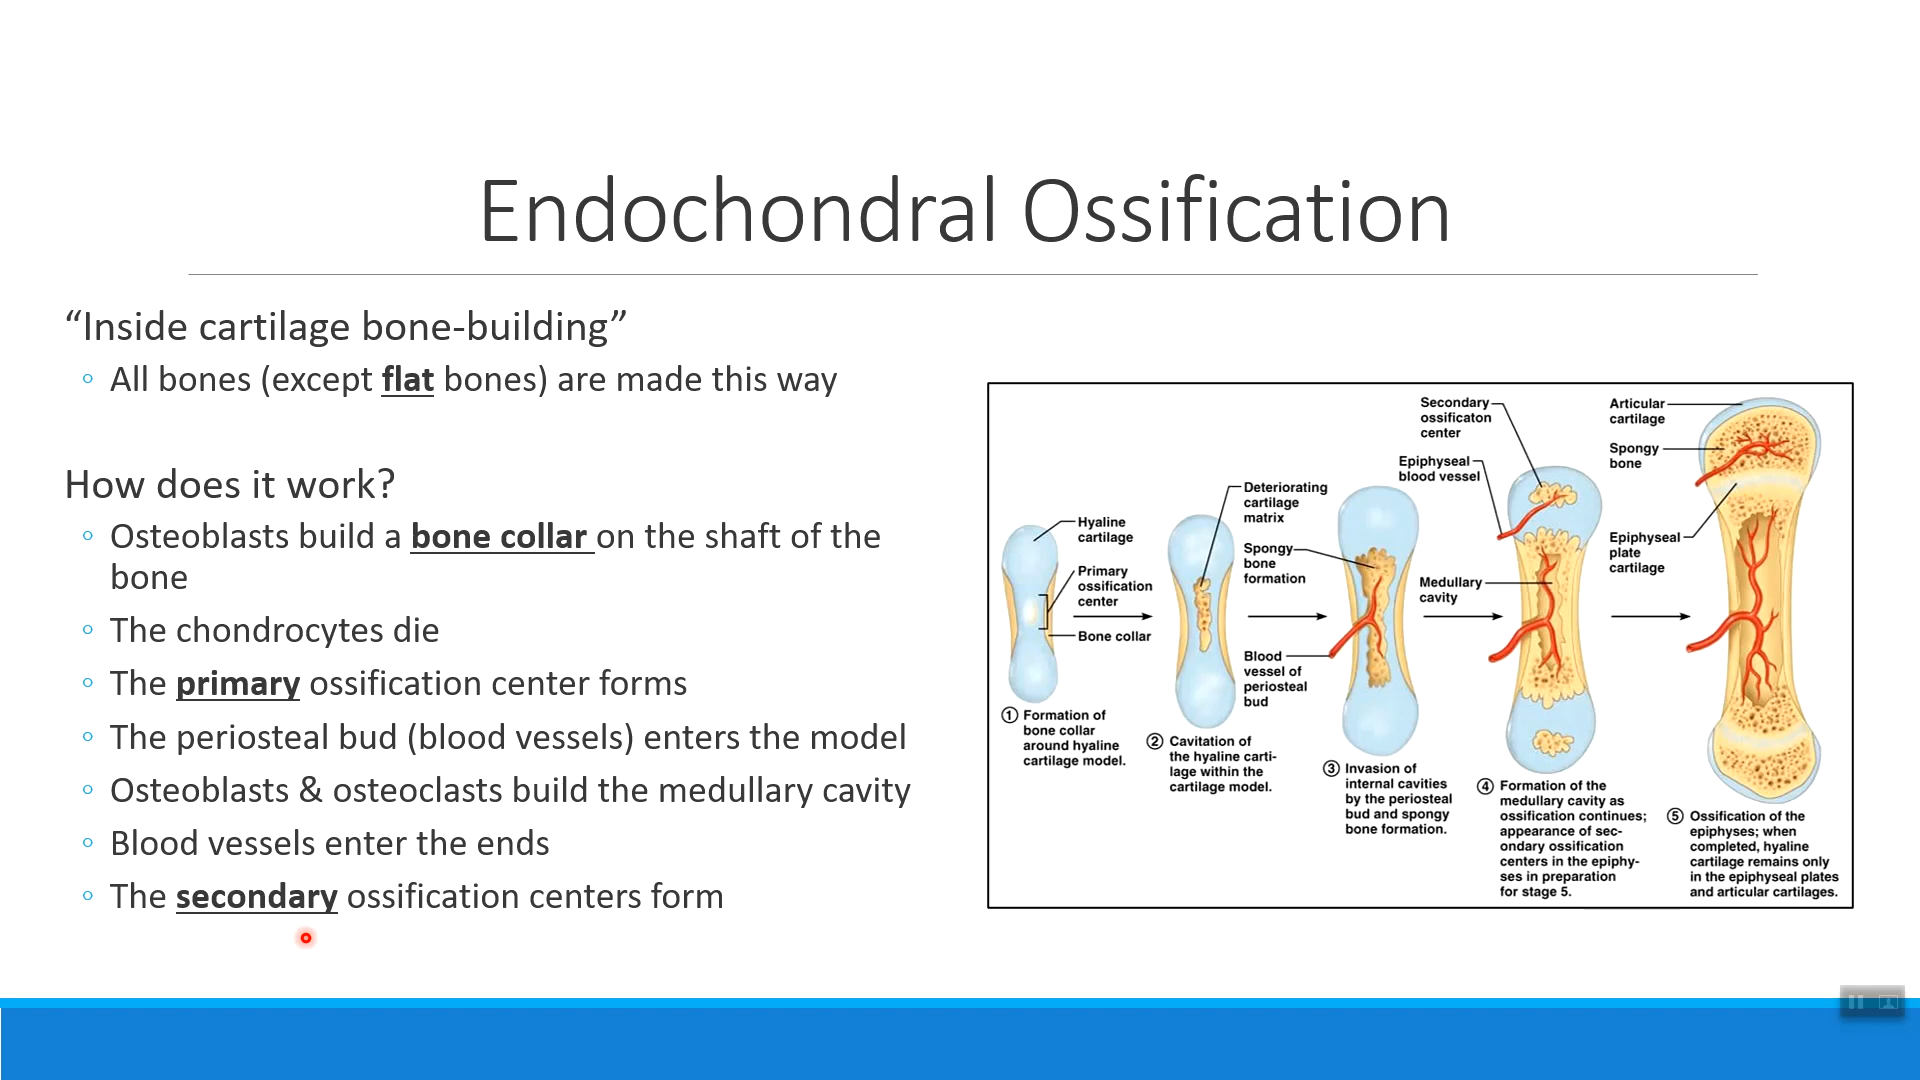 Endochondral Ossification
“Inside cartilage bone-building”
◦ All bones (except flat bones) are made this way
How does it work?
◦ Osteoblasts build a bone collar on the shaft of the
bone
◦ The chondrocytes die
◦ The primary ossification center forms
◦ The periosteal bud (blood vessels) enters the model
◦ Osteoblasts & osteoclasts build the medullary cavity
◦ Blood vessels enter the ends
◦ The secondary ossification centers form
Hyaline
cartilage
Primary
ossification
center
Bone collar
① Formation of
bone collar
around hyaline
cartilage model.
Deteriorating
cartilage
matrix
② Cavitation of
the hyaline carti-
lage within the
cartilage model.
Spongy
bone
formation
Blood
vessel of
periosteal
bud
③ Invasion of
internal cavities
by the periosteal
bud and spongy
bone formation.
Secondary
ossificaton
center
Epiphyseal
blood vessel
Medullary
cavity
④ Formation of the
medullary cavity as
ossification continues;
appearance of sec-
ondary ossification
centers in the epiphy-
ses in preparation
for stage 5.
Articular
cartilage
Spongy
bone
Epiphyseal
plate
cartilage
⑤ Ossification of the
epiphyses; when
completed, hyaline
cartilage remains only
in the epiphyseal plates
and articular cartilages.